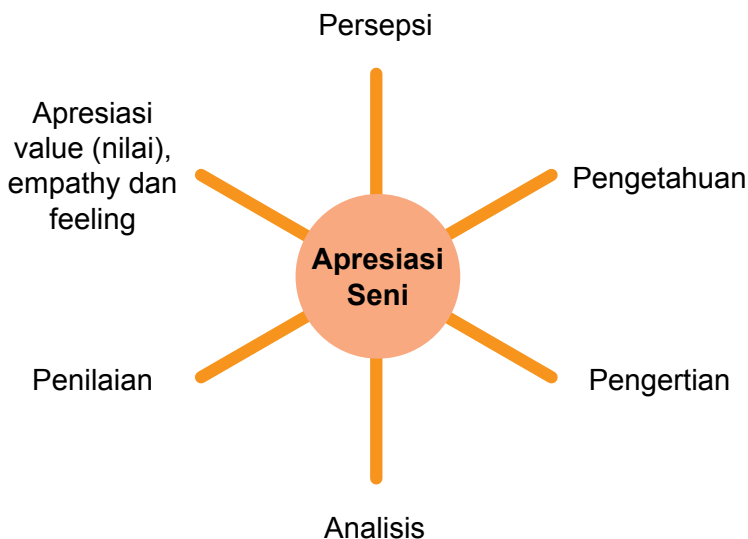 Persepsi
Apresiasi
value (nilai),
empathy dan
feeling
Pengetahuan
Apresiasi
Seni
Penilaian
Pengertian
Analisis